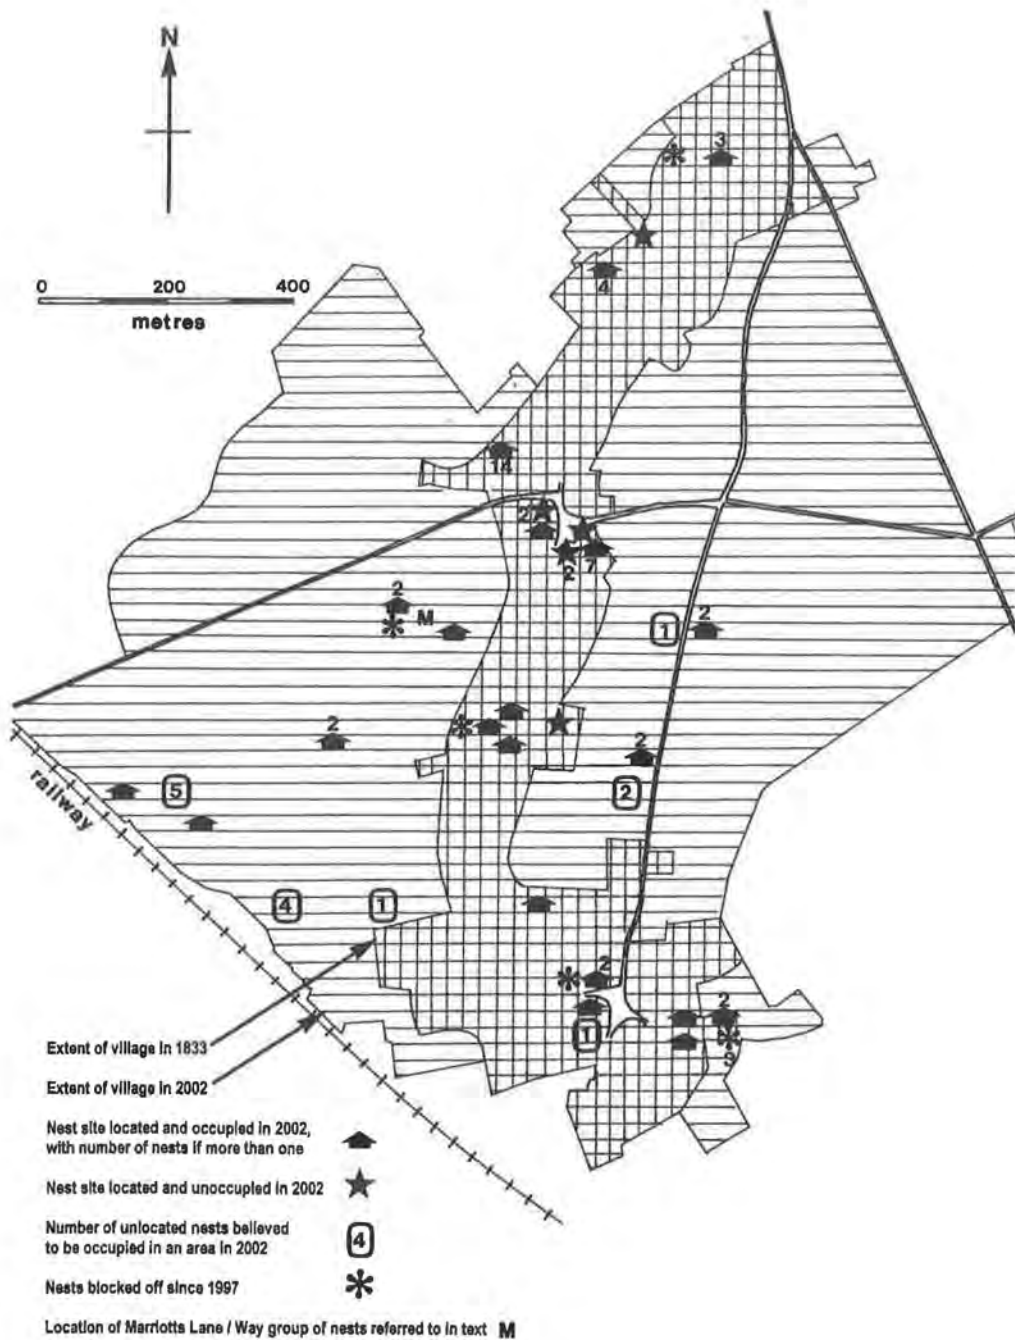 N
3
4
0 200 400
metres
14
2
2
7
2
M
1
2
2
2
2
5
railway
4
1
2
1
2
Extent of village in 1833
Extent of village in 2002
Nest site located and occupied in 2002,
with number of nests if more than one
Nest site located and unoccupied in 2002
Number of unlocated nests believed
to be occupied in an area in 2002
4
Nests blocked off since 1997
Location of Marriotts Lane / Way group of nests referred to in text M